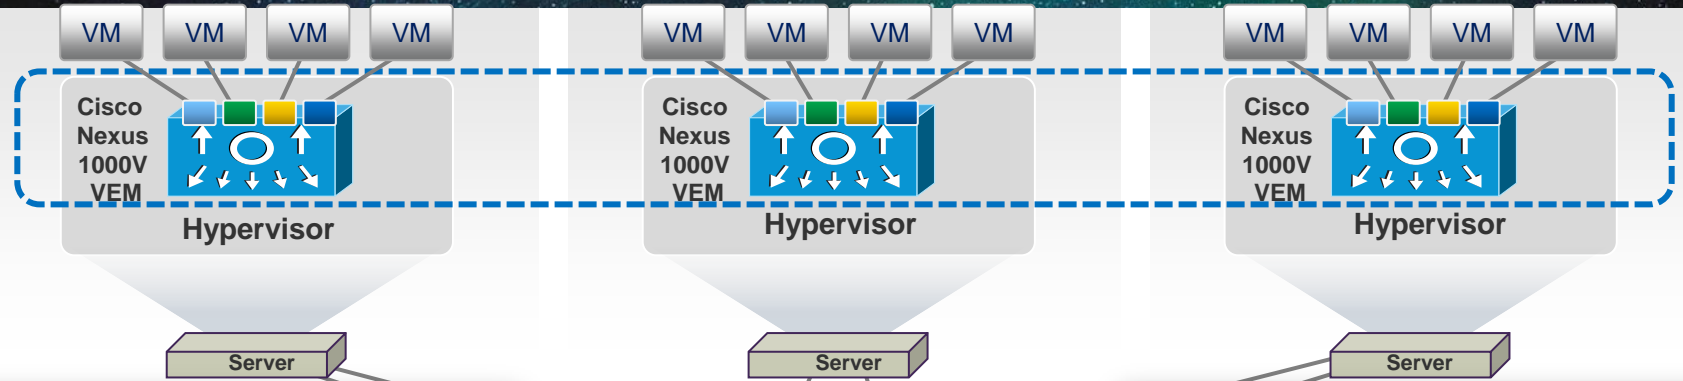 VM VM VM VM
VM VM VM VM
VM VM VM VM
Cisco
Nexus
1000V
VEM
Hypervisor
Cisco
Nexus
1000V
VEM
Hypervisor
Cisco
Nexus
1000V
VEM
Hypervisor
Server
Server
Server